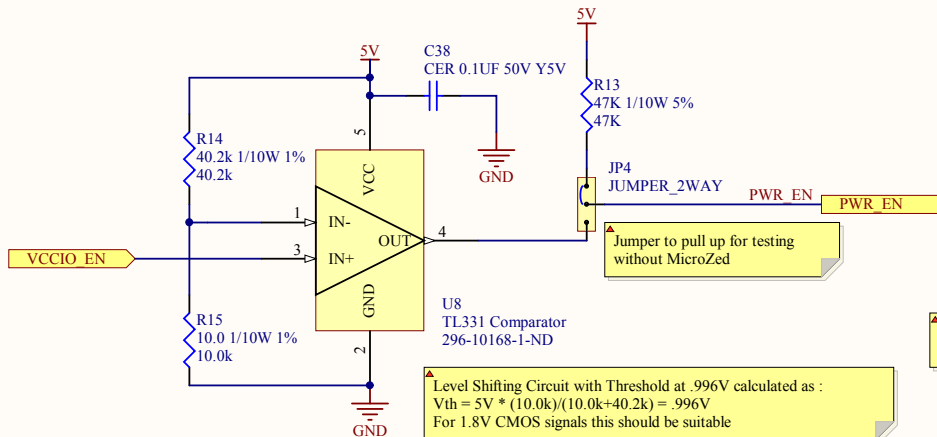 5V
C38
CER 0.1UF 50V Y5V
GND
5V
R13
47K 1/10W 5%
47K
R14
40.2k 1/10W 1%
40.2k
5
VCC
JP4
JUMPER_2WAY
PWR_EN
PWR_EN
1
IN-
OUT
4
3
IN+
VCCIO_EN
GND
2
Jumper to pull up for testing
without MicroZed
R15
10.0 1/10W 1%
10.0k
U8
TL331 Comparator
296-10168-1-ND
GND
Level Shifting Circuit with Threshold at .996V calculated as :
Vth = 5V * (10.0k)/(10.0k+40.2k) = .996V
For 1.8V CMOS signals this should be suitable